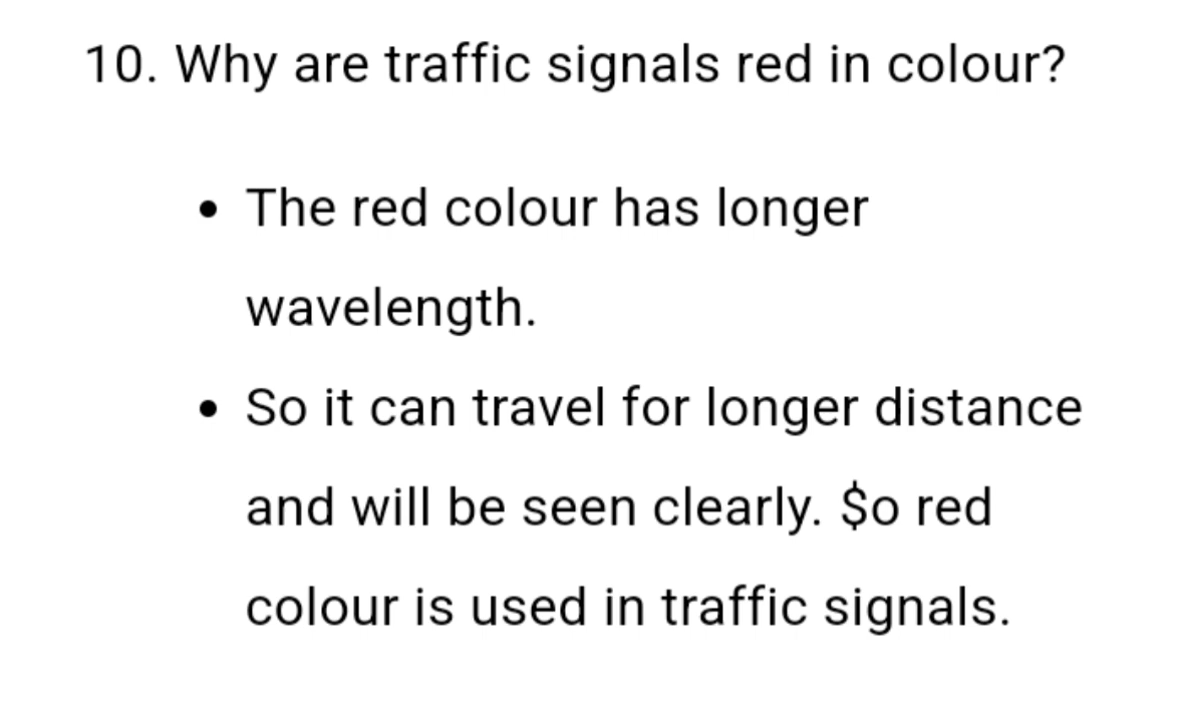 10. Why are traffic signals red in colour?
• The red colour has longer
wavelength.
• So it can travel for longer distance
and will be seen clearly. $o red
colour is used in traffic signals.